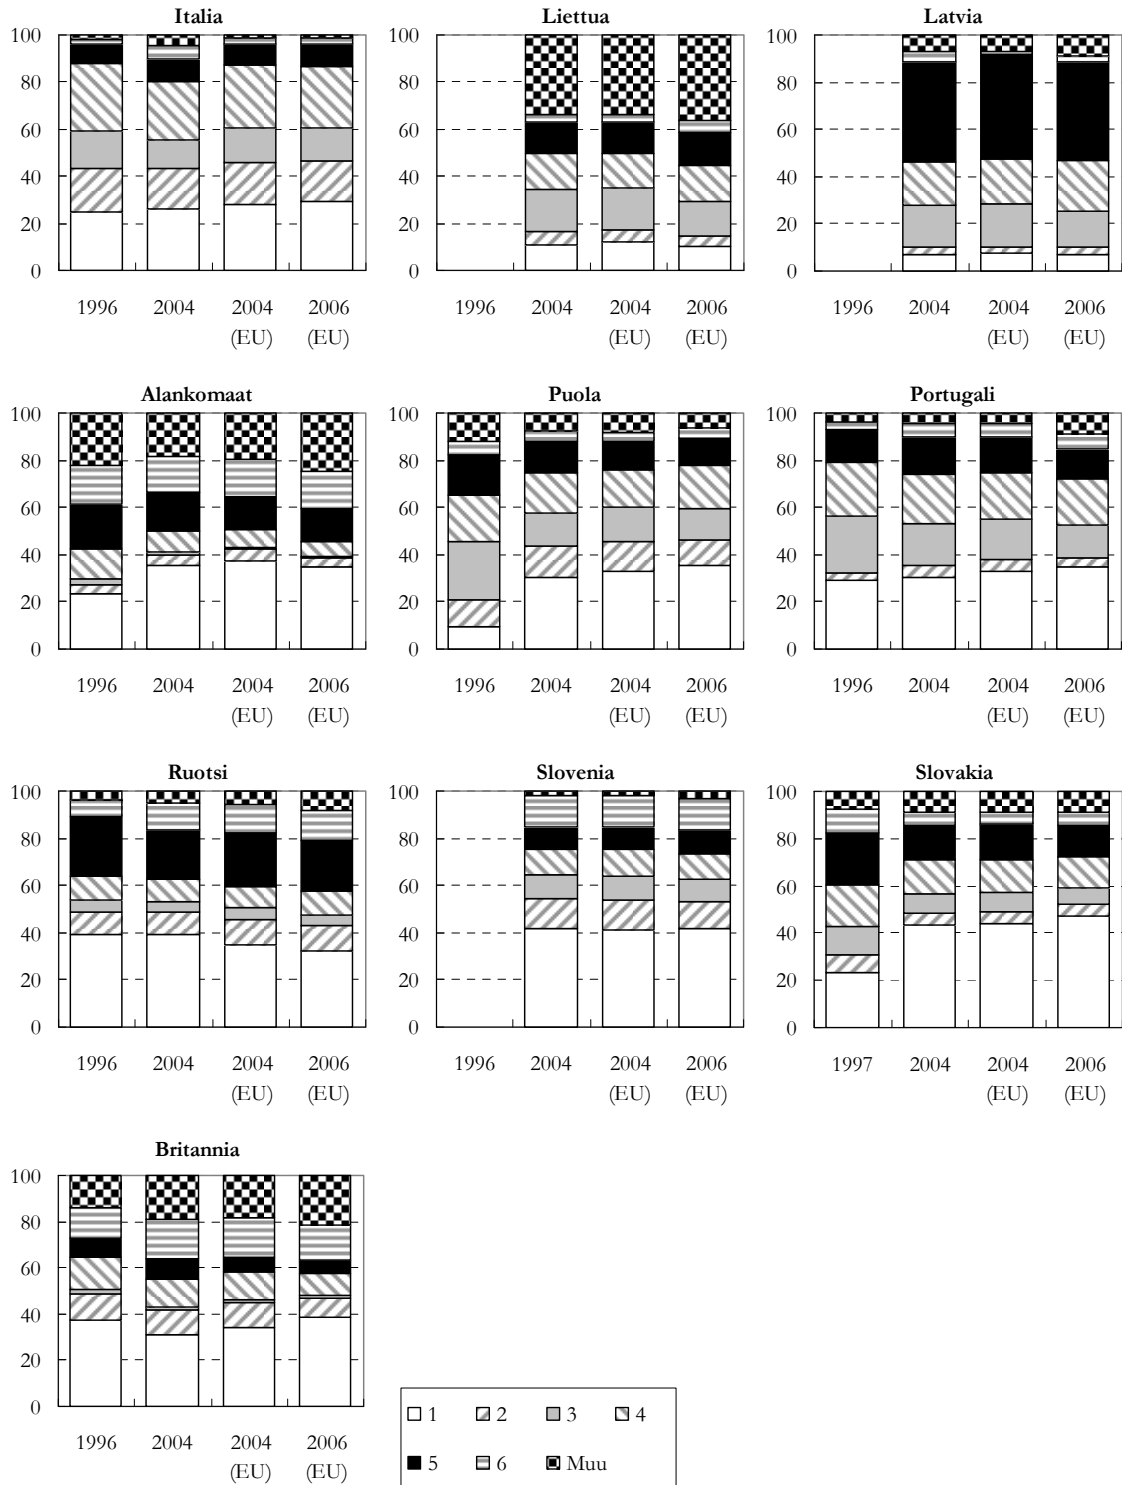 Italia Liettua Latvia
100 100 100
80 80 80
60 60 60
40 40 40
20 20 20
0 0 0
1996 2004 2004 2006 1996 2004 2004 2006 1996 2004 2004 2006
(EU) (EU) (EU) (EU) (EU) (EU)
Alankomaat Puola Portugali
100 100 100
80 80 80
60 60 60
40 40 40
20 20 20
0 0 0
1996 2004 2004 2006 1996 2004 2004 2006 1996 2004 2004 2006
(EU) (EU) (EU) (EU) (EU) (EU)
Ruotsi Slovenia Slovakia
100 100 100
80 80 80
60 60 60
40 40 40
20 20 20
0 0 0
1996 2004 2004 2006 1996 2004 2004 2006 1997 2004 2004 2006
(EU) (EU) (EU) (EU) (EU) (EU)
Britannia
100
80
60
40
20
0
1996 2004 2004 2006
(EU) (EU)
1 2 3 4
5 6 Muu